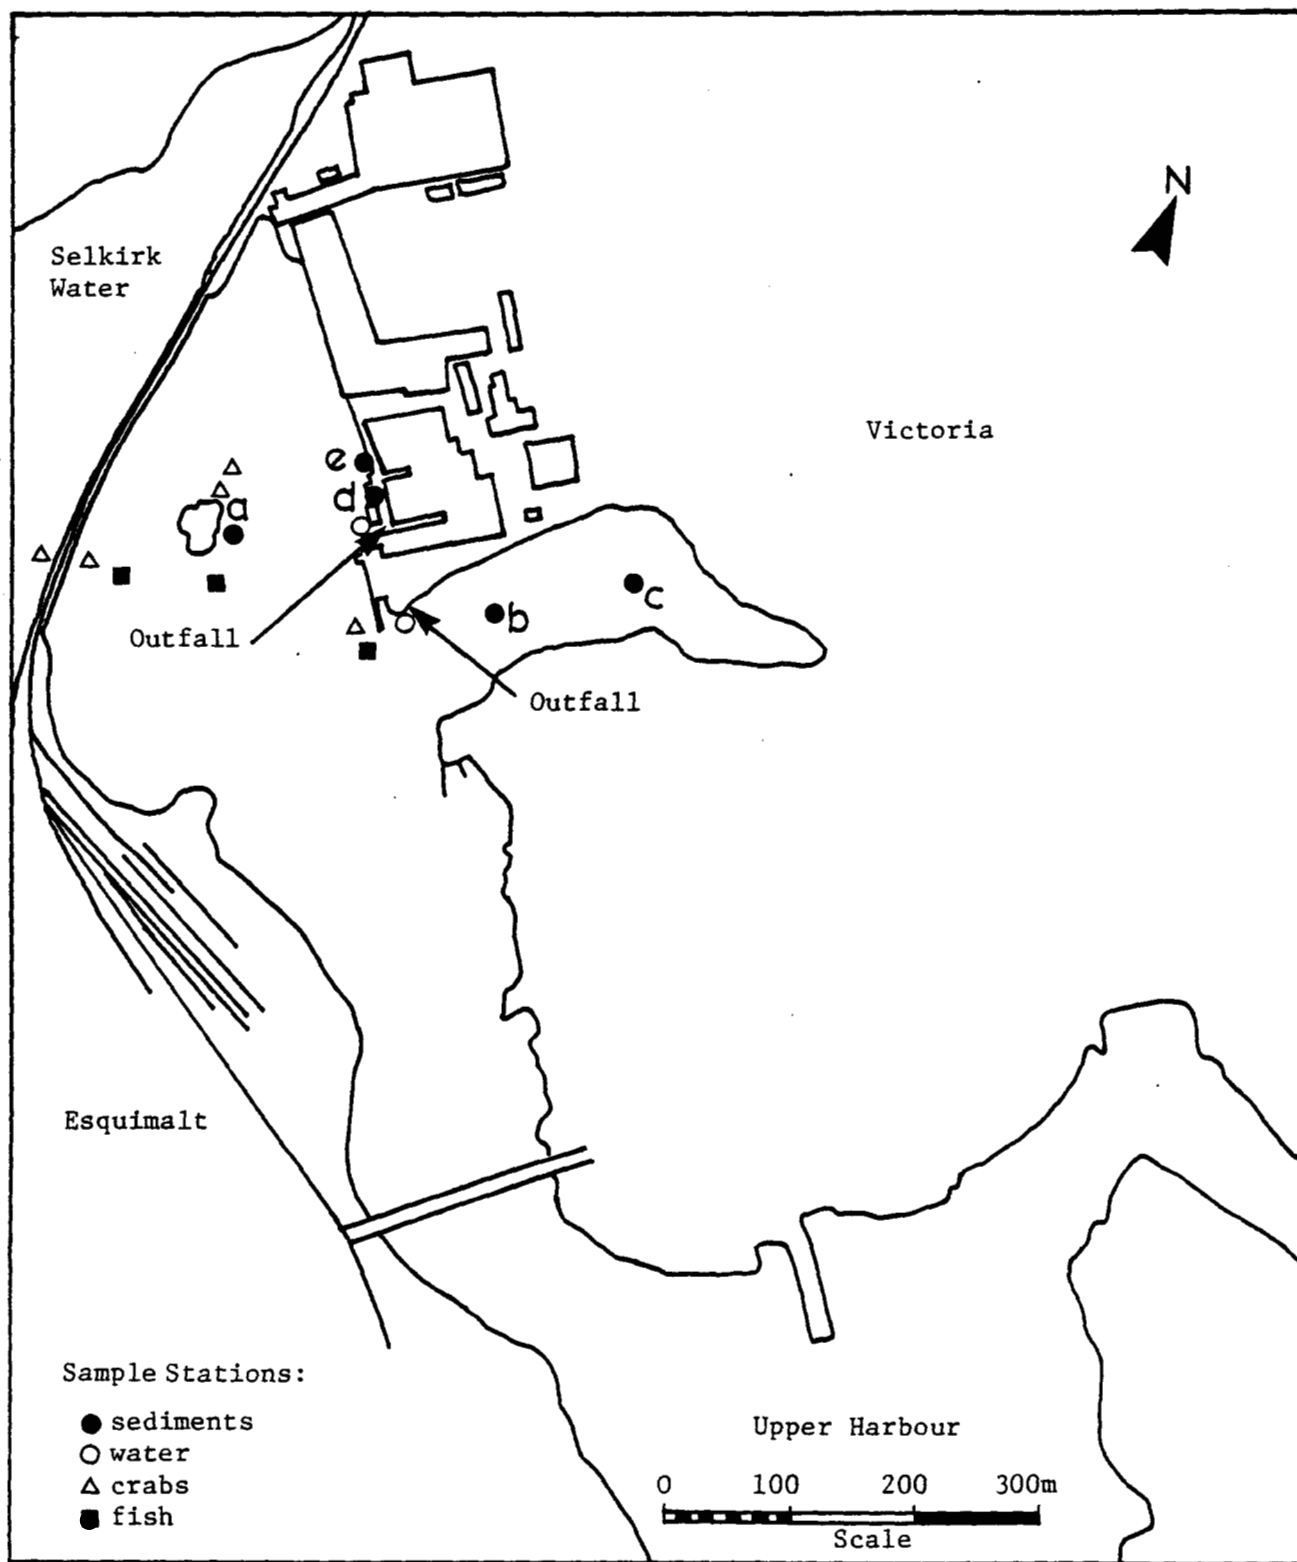 N
Selkirk
Water
Victoria
e
d
a
c
b
Outfall
Outfall
Esquimalt
Sample Stations:
sediments
water
crabs
fish
Upper Harbour
0 100 200 300m
Scale